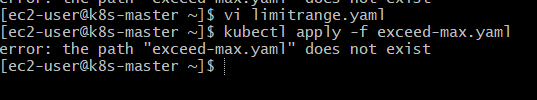 error: the path "exceed-max.yaml" does not exist
[ec2-user@k8s-master ~]$ vi limitrange.yaml
[ec2-user@k8s-master ~]$ kubectl apply -f exceed-max.yaml
error: the path "exceed-max.yaml" does not exist
[ec2-user@k8s-master ~]$